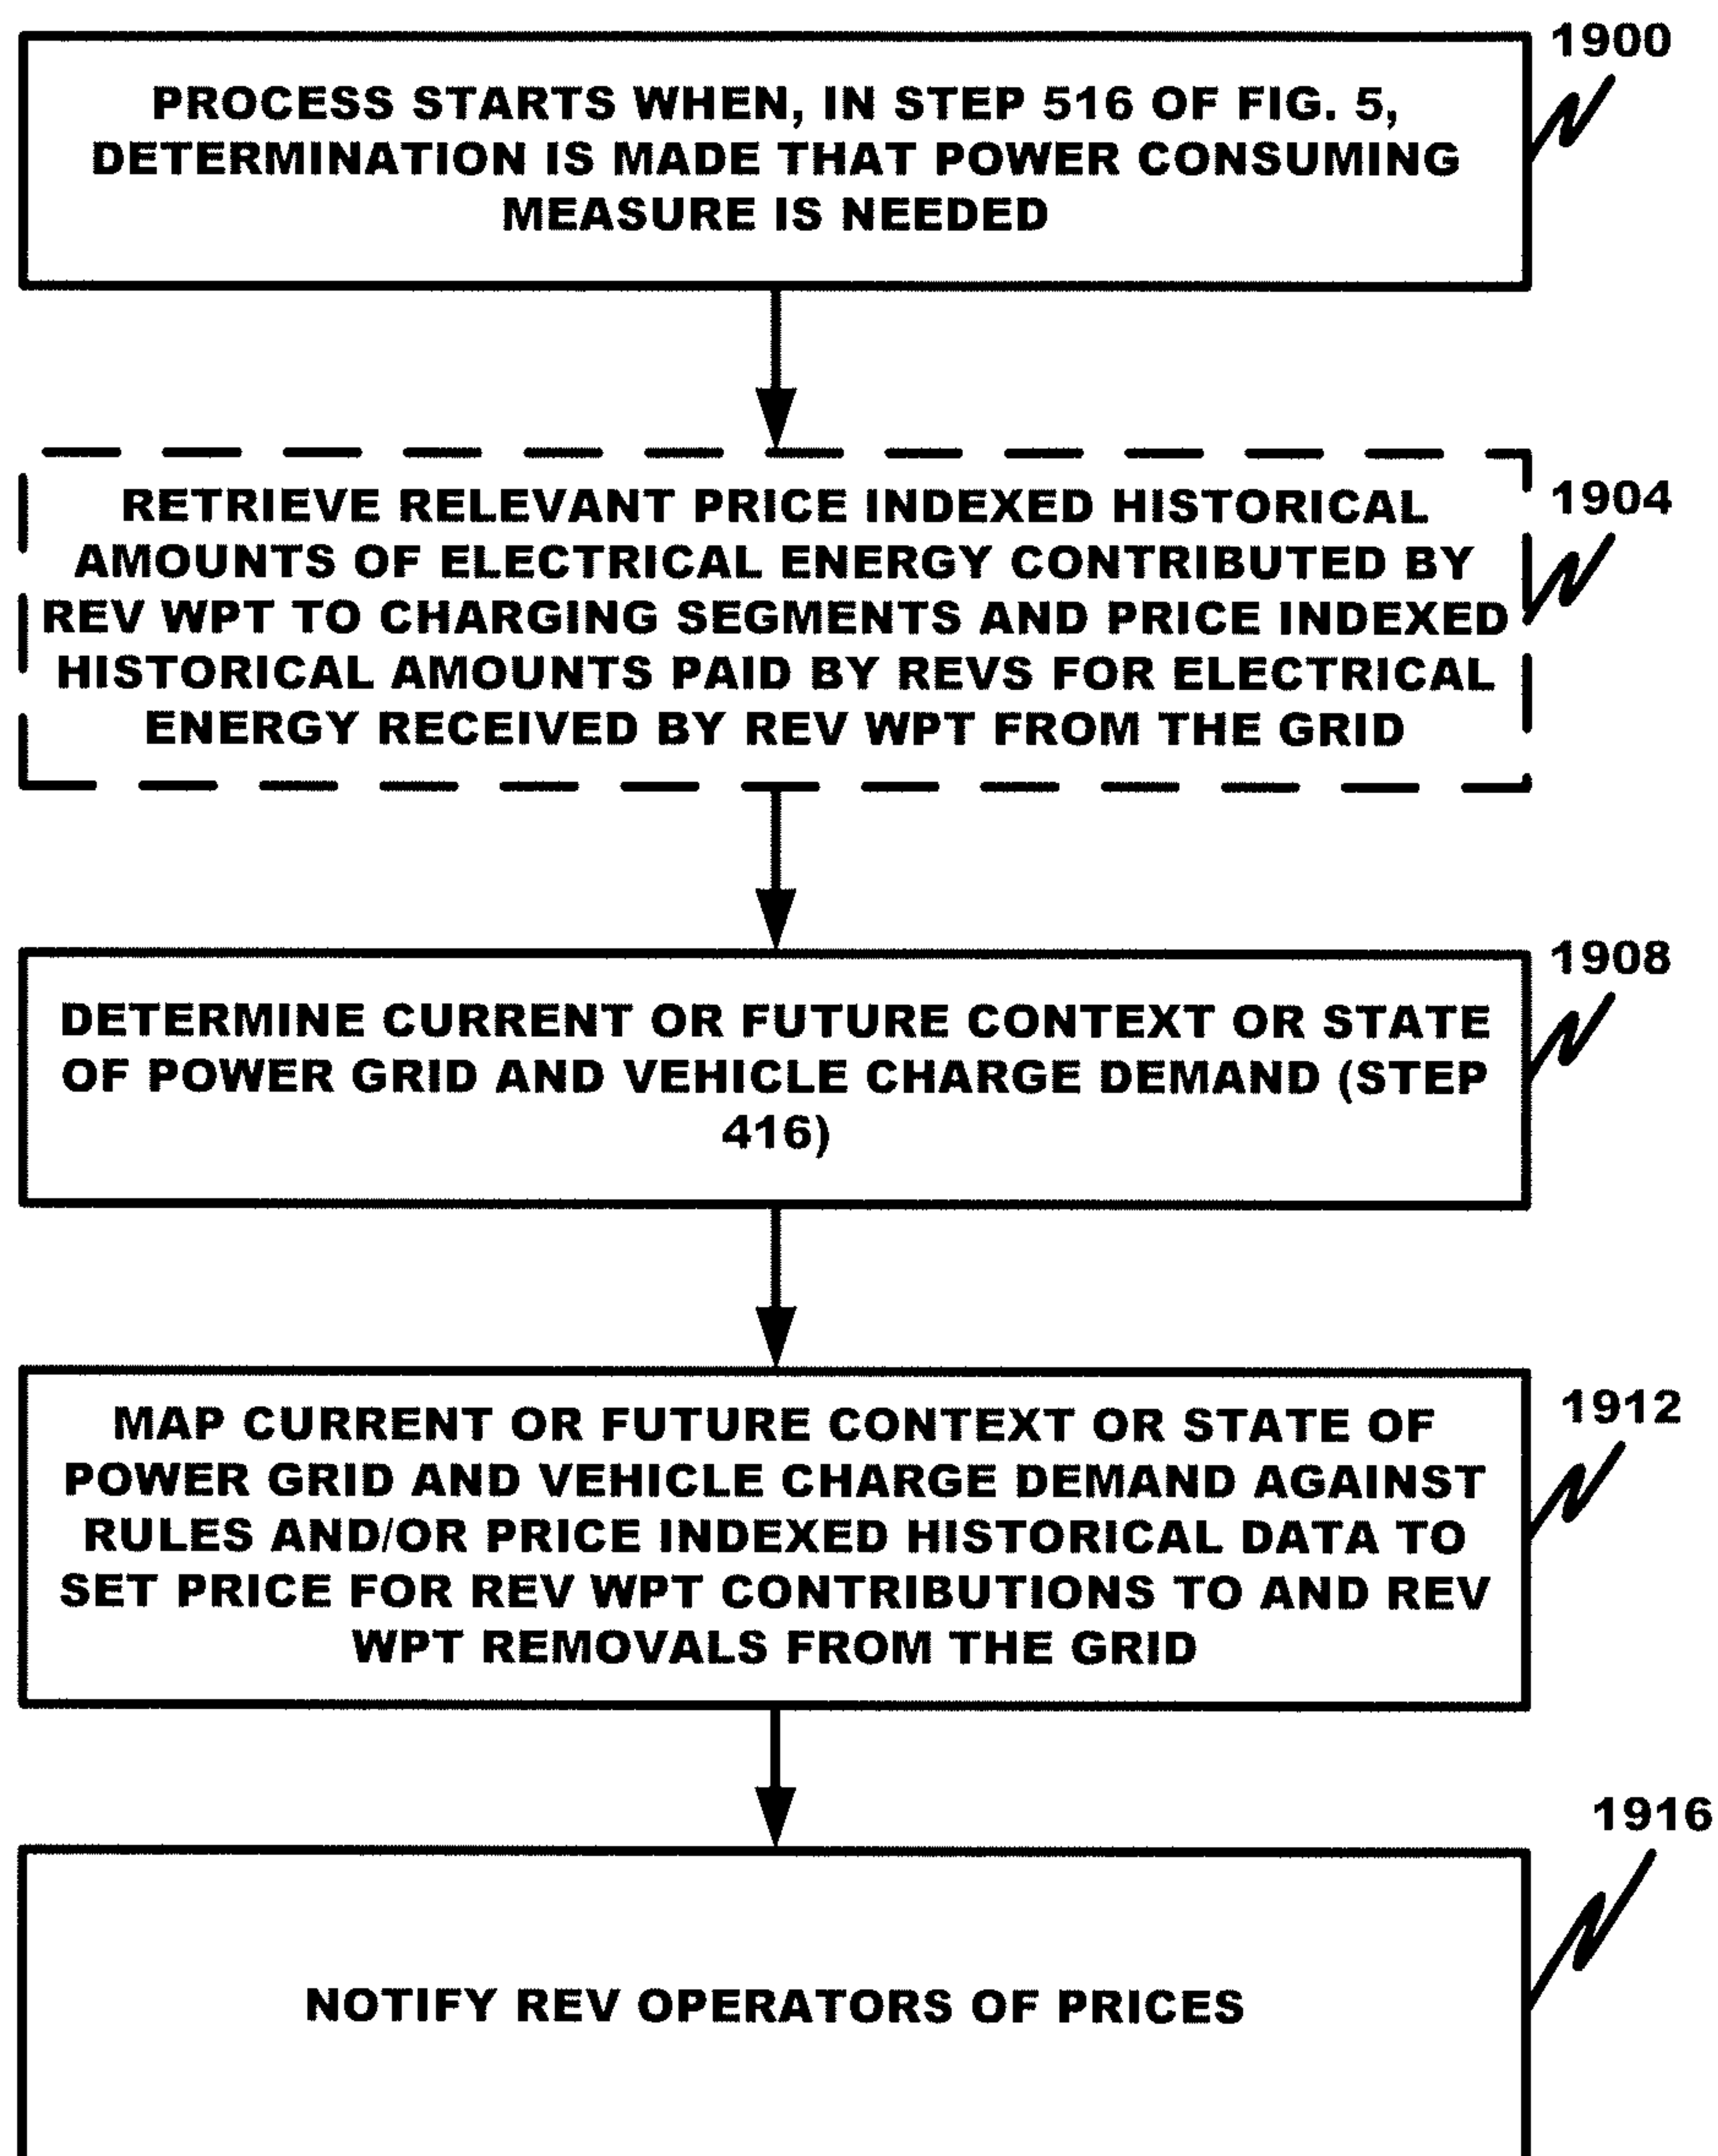 1900
PROCESS STARTS WHEN, IN STEP 516 OF FIG. 5,
DETERMINATION IS MADE THAT POWER CONSUMING
MEASURE IS NEEDED
1904
RETRIEVE RELEVANT PRICE INDEXED HISTORICAL
AMOUNTS OF ELECTRICAL ENERGY CONTRIBUTED BY
REV WPT TO CHARGING SEGMENTS AND PRICE INDEXED
HISTORICAL AMOUNTS PAID BY REVS FOR ELECTRICAL
ENERGY RECEIVED BY REV WPT FROM THE GRID
1908
DETERMINE CURRENT OR FUTURE CONTEXT OR STATE
OF POWER GRID AND VEHICLE CHARGE DEMAND (STEP
416)
1912
MAP CURRENT OR FUTURE CONTEXT OR STATE OF
POWER GRID AND VEHICLE CHARGE DEMAND AGAINST
RULES AND/OR PRICE INDEXED HISTORICAL DATA TO
SET PRICE FOR REV WPT CONTRIBUTIONS TO AND REV
WPT REMOVALS FROM THE GRID
1916
NOTIFY REV OPERATORS OF PRICES